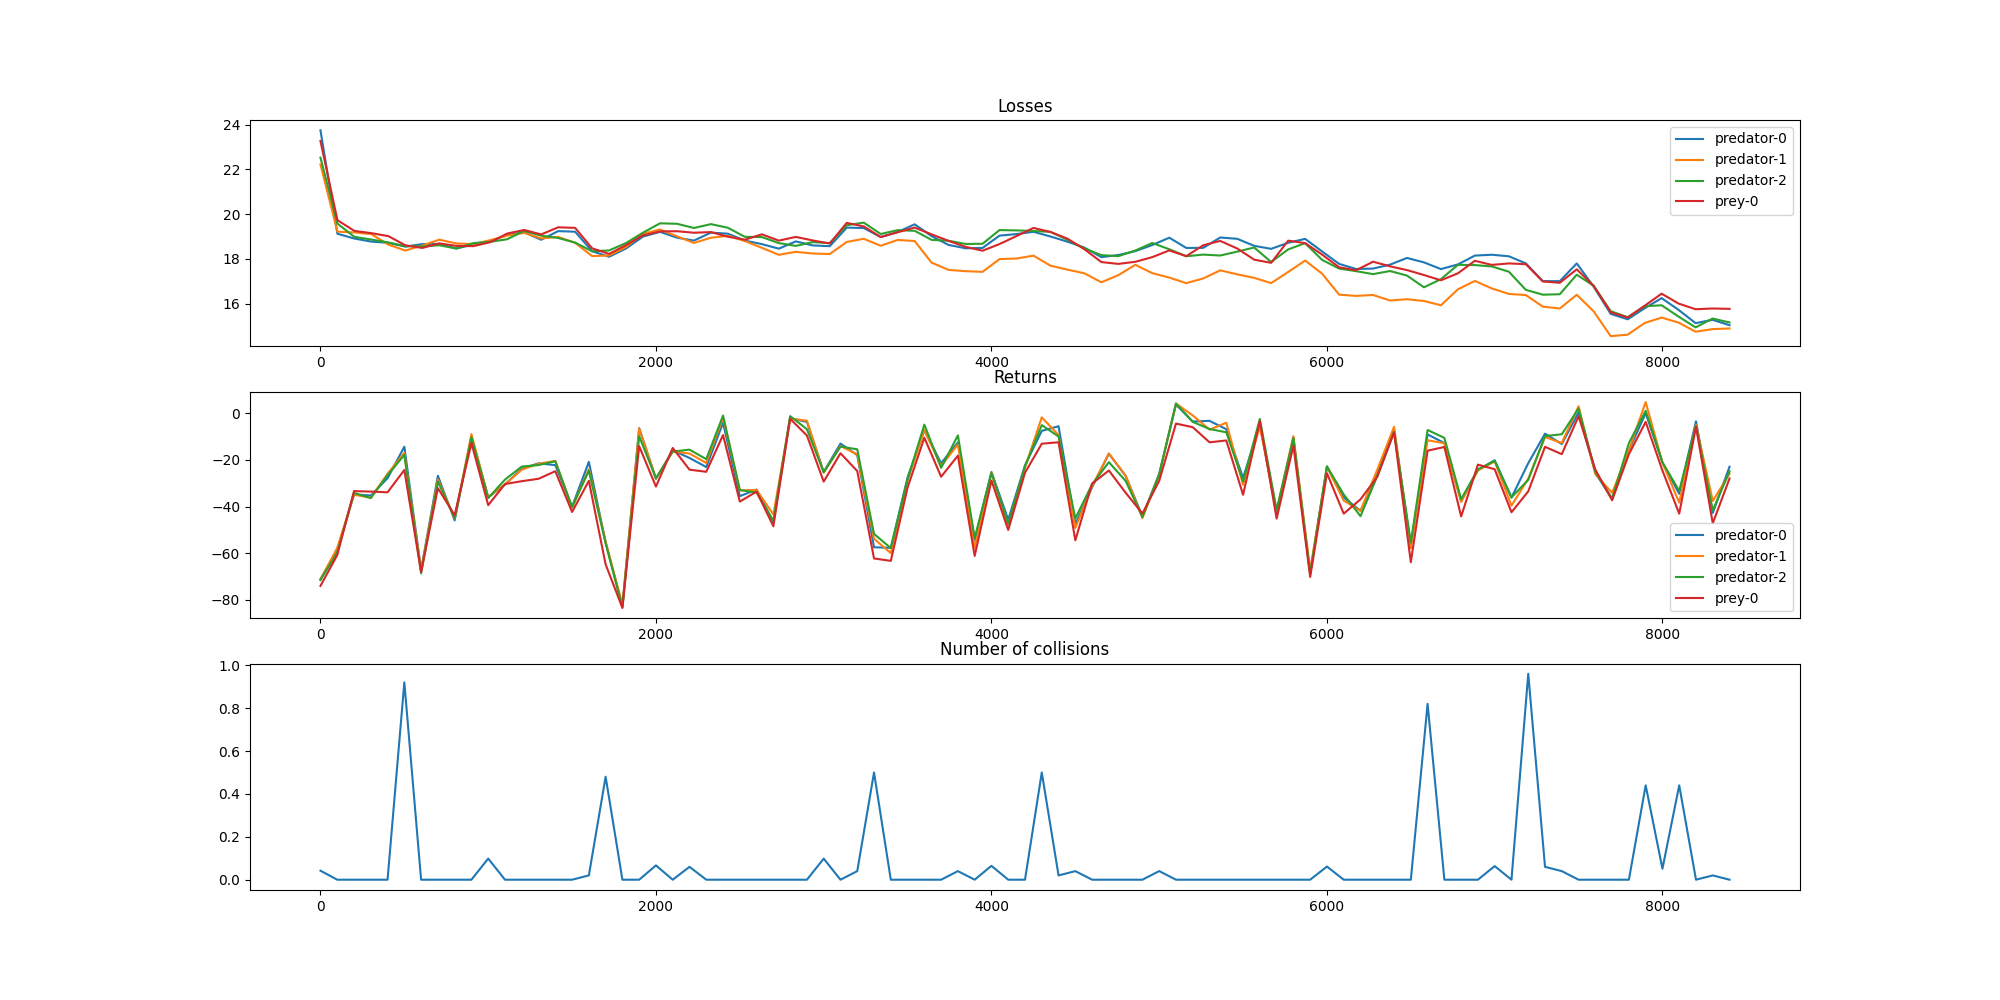 Losses
24
22
20
18
16
predator-0
predator-1
predator-2
prey-0
0 2000 4000 6000 8000
Returns
0
−20
−40
−60
−80
predator-0
predator-1
predator-2
prey-0
0 2000 4000 6000 8000
Number of collisions
1.0
0.8
0.6
0.4
0.2
0.0
0 2000 4000 6000 8000